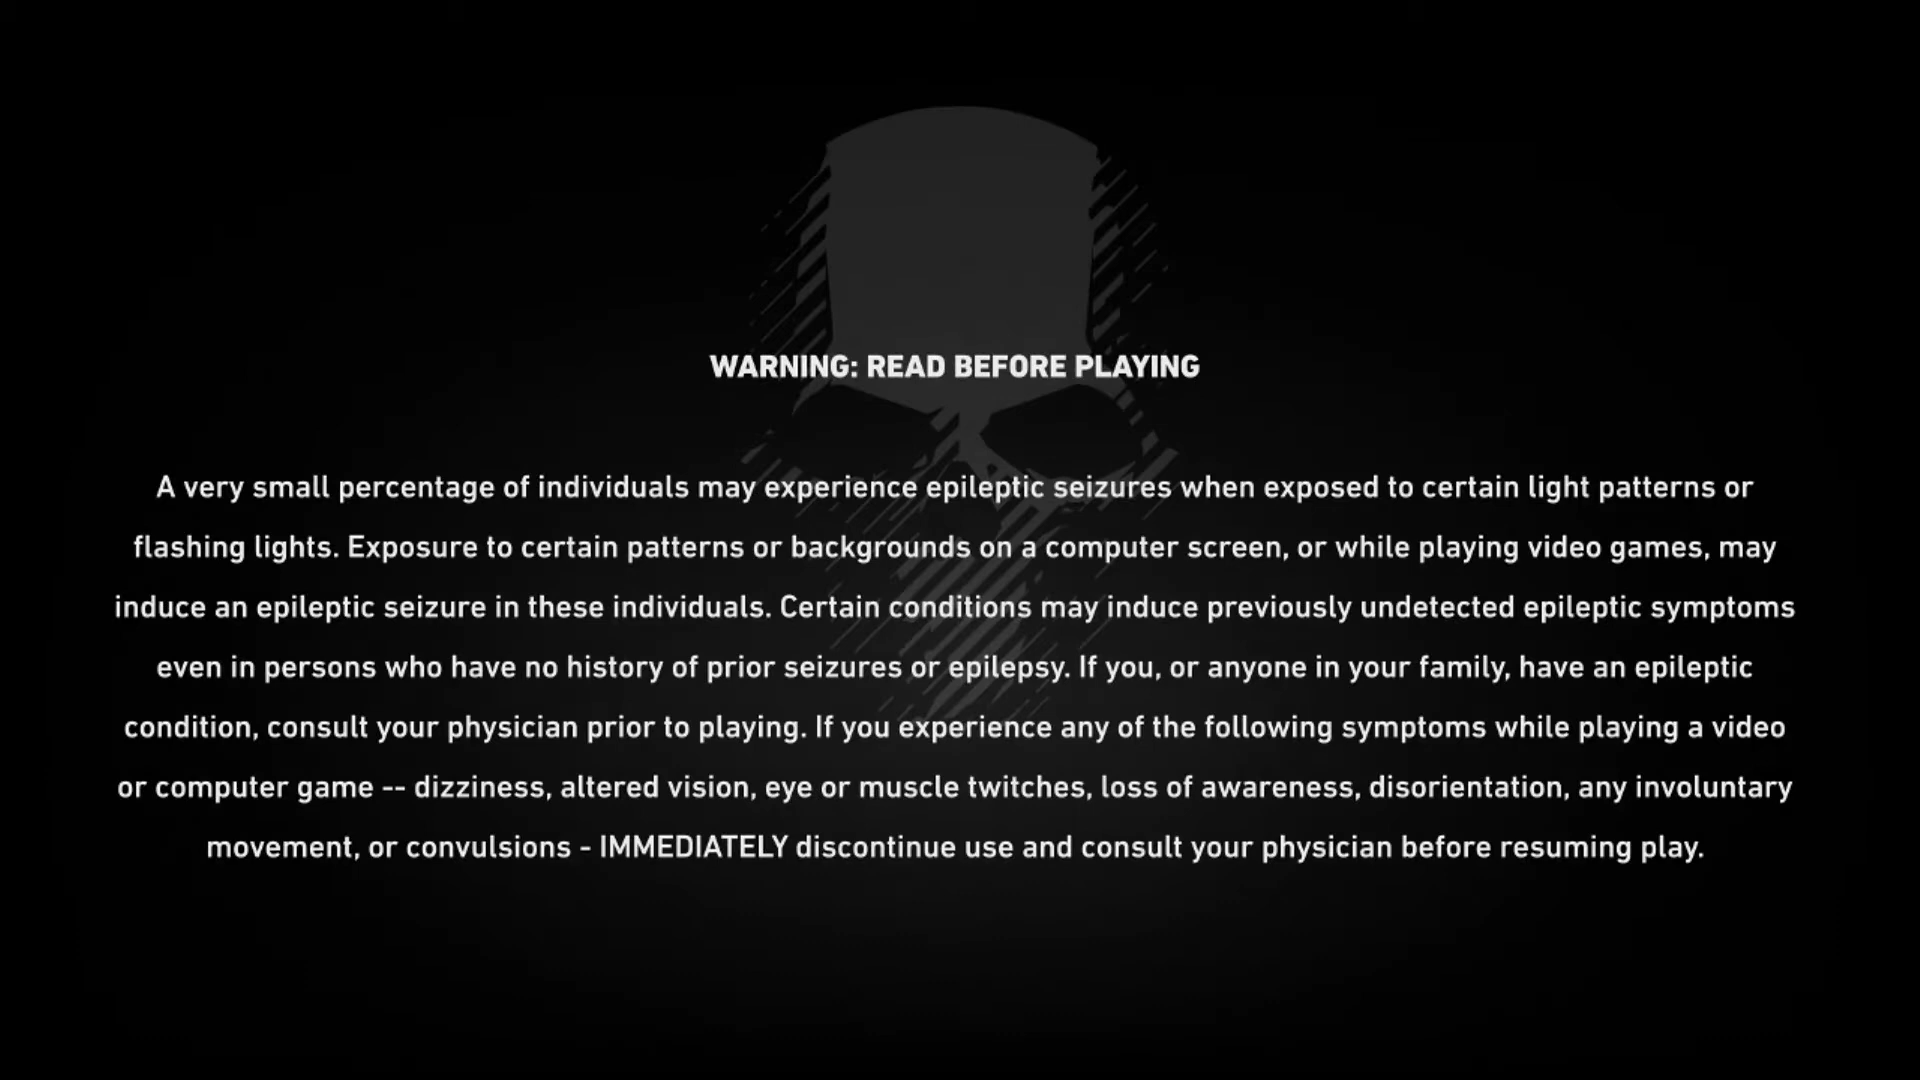 WARNING: READ BEFORE PLAYING
A very small percentage of individuals may experience epileptic seizures when exposed to certain light patterns or
flashing lights. Exposure to certain patterns or backgrounds on a computer screen, or while playing video games, may
induce an epileptic seizure in these individuals. Certain conditions may induce previously undetected epileptic symptoms
even in persons who have no history of prior seizures or epilepsy. If you, or anyone in your family, have an epileptic
condition, consult your physician prior to playing. If you experience any of the following symptoms while playing a video
or computer game -- dizziness, altered vision, eye or muscle twitches, loss of awareness, disorientation, any involuntary
movement, or convulsions - IMMEDIATELY discontinue use and consult your physician before resuming play.